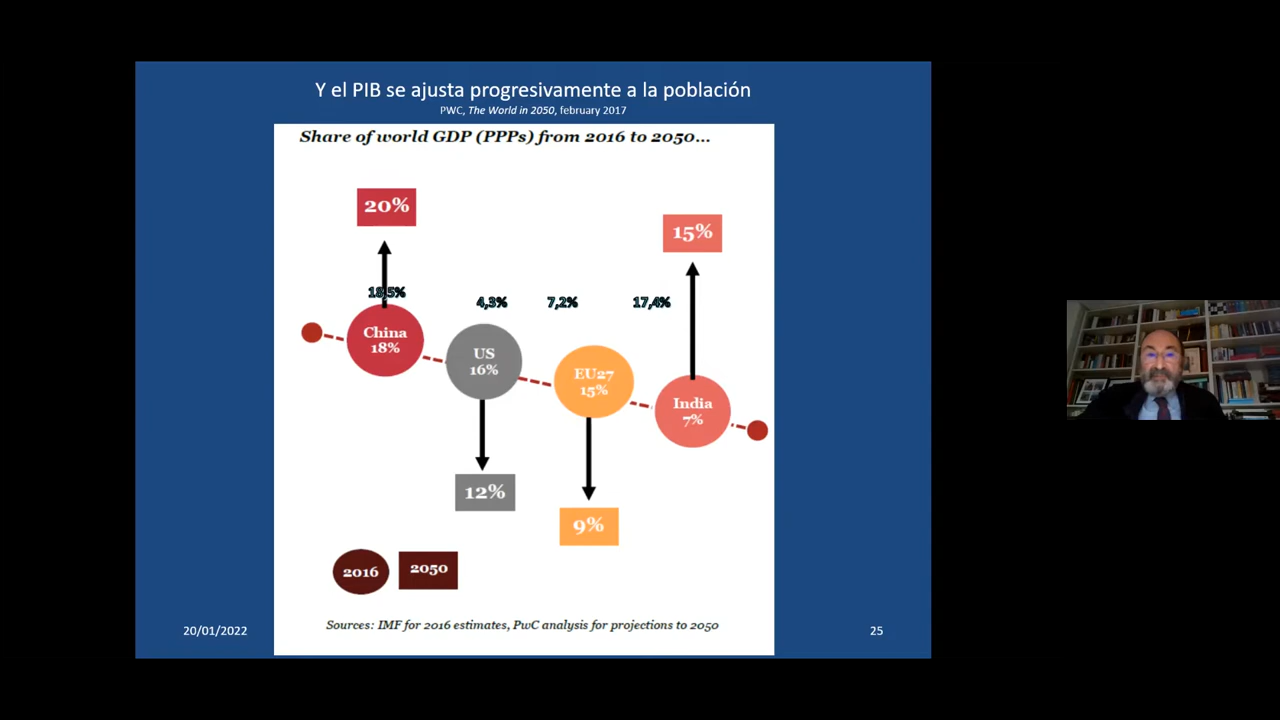 Y el PIB se ajusta progresivamente a la población
PWC, The World in 2050, february 2017
Share of world GDP (PPPs) from 2016 to 2050...
20%
15%
18,5%
4,3%
7,2%
17,4%
China
18%
US
16%
EU27
15%
India
7%
12%
9%
2016
2050
Sources: IMF for 2016 estimates, PwC analysis for projections to 2050
20/01/2022
25